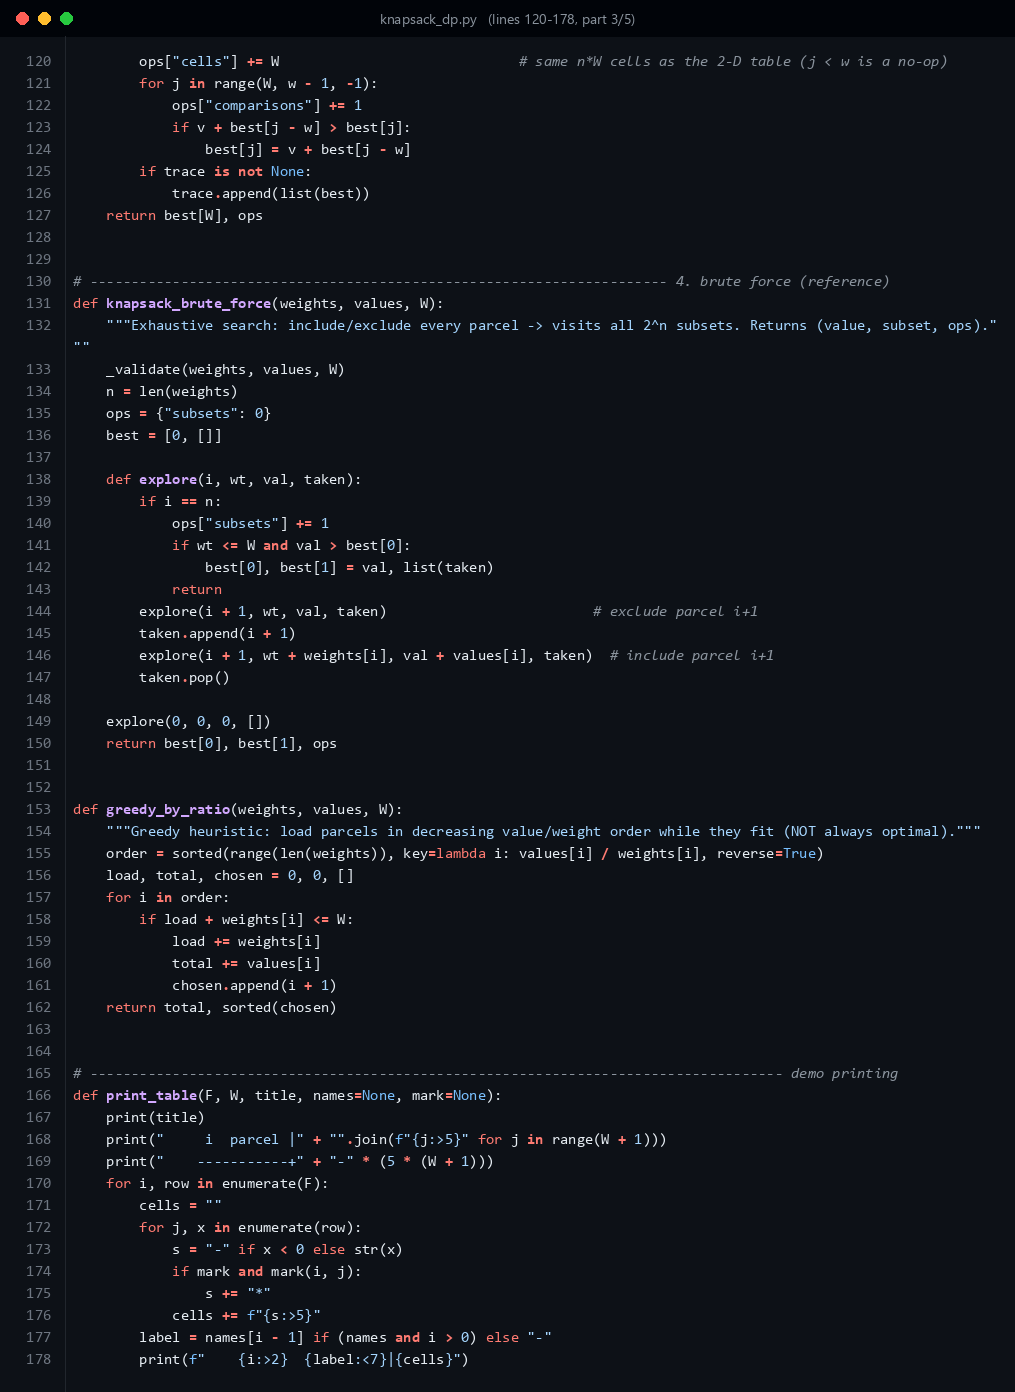 knapsack_dp.py   (lines 120-178, part 3/5)
120         ops["cells"] += W                             # same n*W cells as the 2-D table (j < w is a no-op)
121         for j in range(W, w - 1, -1):
122             ops["comparisons"] += 1
123             if v + best[j - w] > best[j]:
124                 best[j] = v + best[j - w]
125         if trace is not None:
126             trace.append(list(best))
127     return best[W], ops
128
129
130 # ---------------------------------------------------------------------- 4. brute force (reference)
131 def knapsack_brute_force(weights, values, W):
132     """Exhaustive search: include/exclude every parcel -> visits all 2^n subsets. Returns (value, subset, ops)."
""
133     _validate(weights, values, W)
134     n = len(weights)
135     ops = {"subsets": 0}
136     best = [0, []]
137
138     def explore(i, wt, val, taken):
139         if i == n:
140             ops["subsets"] += 1
141             if wt <= W and val > best[0]:
142                 best[0], best[1] = val, list(taken)
143             return
144         explore(i + 1, wt, val, taken)                         # exclude parcel i+1
145         taken.append(i + 1)
146         explore(i + 1, wt + weights[i], val + values[i], taken)  # include parcel i+1
147         taken.pop()
148
149     explore(0, 0, 0, [])
150     return best[0], best[1], ops
151
152
153 def greedy_by_ratio(weights, values, W):
154     """Greedy heuristic: load parcels in decreasing value/weight order while they fit (NOT always optimal)."""
155     order = sorted(range(len(weights)), key=lambda i: values[i] / weights[i], reverse=True)
156     load, total, chosen = 0, 0, []
157     for i in order:
158         if load + weights[i] <= W:
159             load += weights[i]
160             total += values[i]
161             chosen.append(i + 1)
162     return total, sorted(chosen)
163
164
165 # ------------------------------------------------------------------------------------ demo printing
166 def print_table(F, W, title, names=None, mark=None):
167     print(title)
168     print("     i  parcel |" + "".join(f"{j:>5}" for j in range(W + 1)))
169     print("    -----------+" + "-" * (5 * (W + 1)))
170     for i, row in enumerate(F):
171         cells = ""
172         for j, x in enumerate(row):
173             s = "-" if x < 0 else str(x)
174             if mark and mark(i, j):
175                 s += "*"
176             cells += f"{s:>5}"
177         label = names[i - 1] if (names and i > 0) else "-"
178         print(f"    {i:>2}  {label:<7}|{cells}")